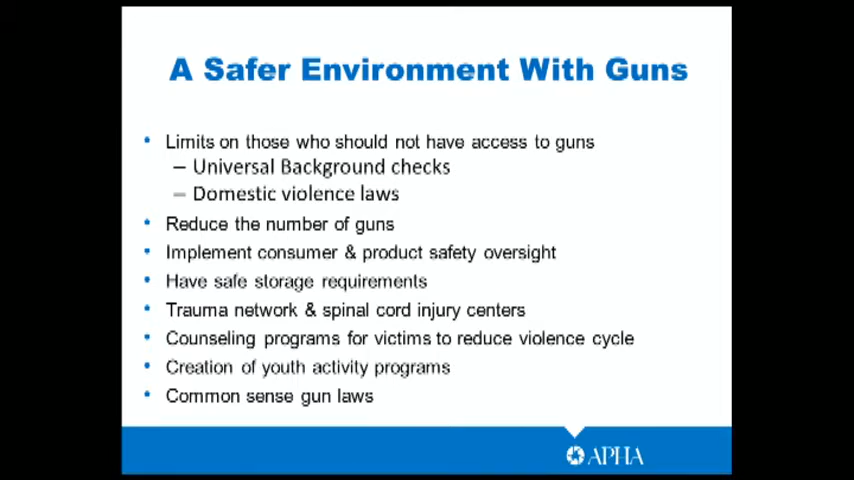 A Safer Environment With Guns
• Limits on those who should not have access to guns
– Universal Background checks
– Domestic violence laws
• Reduce the number of guns
• Implement consumer & product safety oversight
• Have safe storage requirements
• Trauma network & spinal cord injury centers
• Counseling programs for victims to reduce violence cycle
• Creation of youth activity programs
• Common sense gun laws
APHA